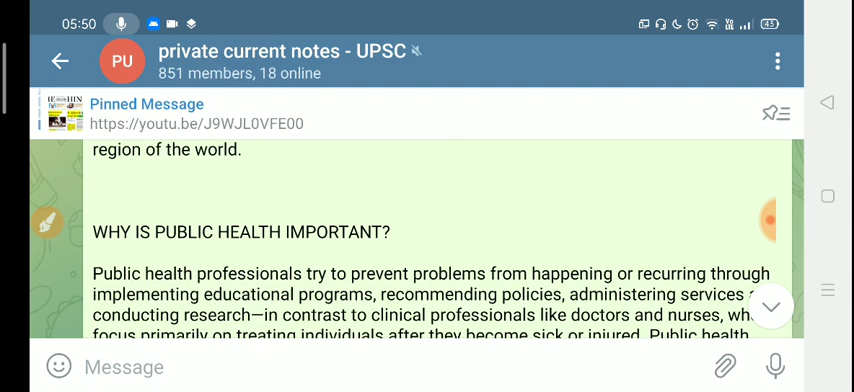 05:50
45
PU
private current notes - UPSC
851 members, 18 online
Pinned Message
https://youtu.be/J9WJL0VFE00
region of the world.
WHY IS PUBLIC HEALTH IMPORTANT?
Public health professionals try to prevent problems from happening or recurring through
implementing educational programs, recommending policies, administering services
conducting research—in contrast to clinical professionals like doctors and nurses,
focus primarily on treating individuals after they become sick or injured. Public health
Message